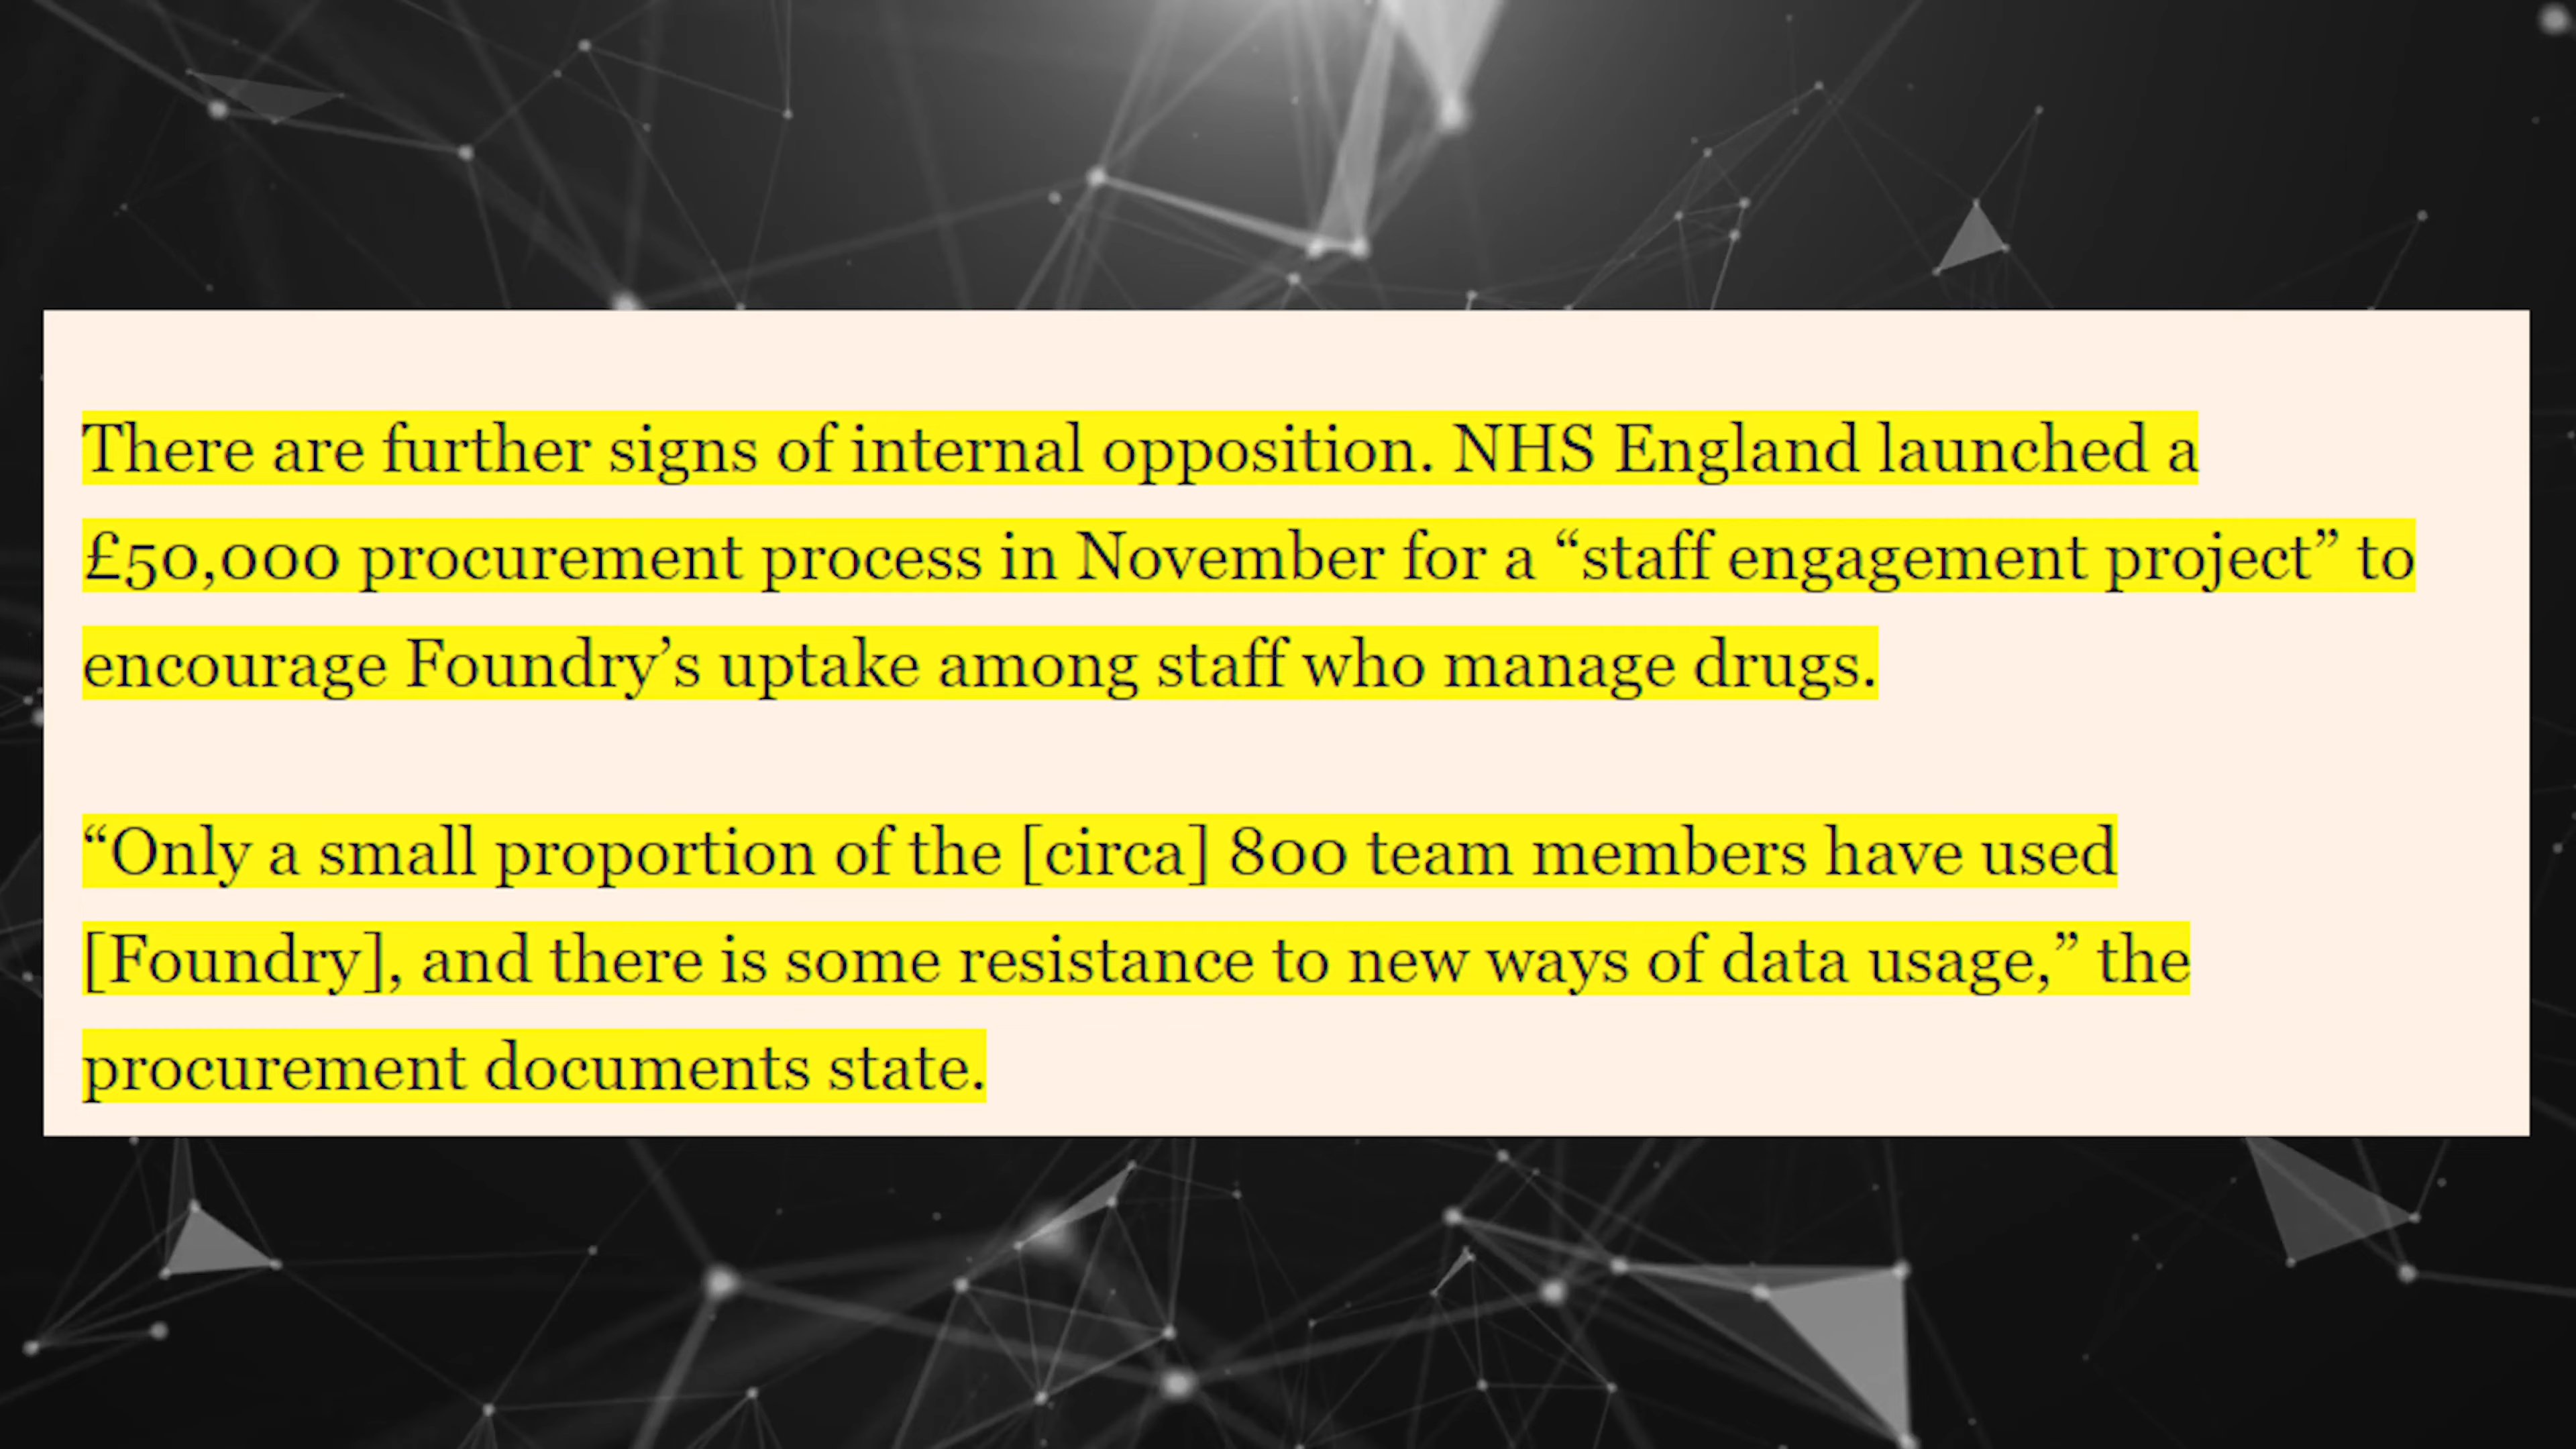 There are further signs of internal opposition. NHS England launched a
£50,000 procurement process in November for a “staff engagement project” to
encourage Foundry’s uptake among staff who manage drugs.
“Only a small proportion of the [circa] 800 team members have used
[Foundry], and there is some resistance to new ways of data usage,” the
procurement documents state.